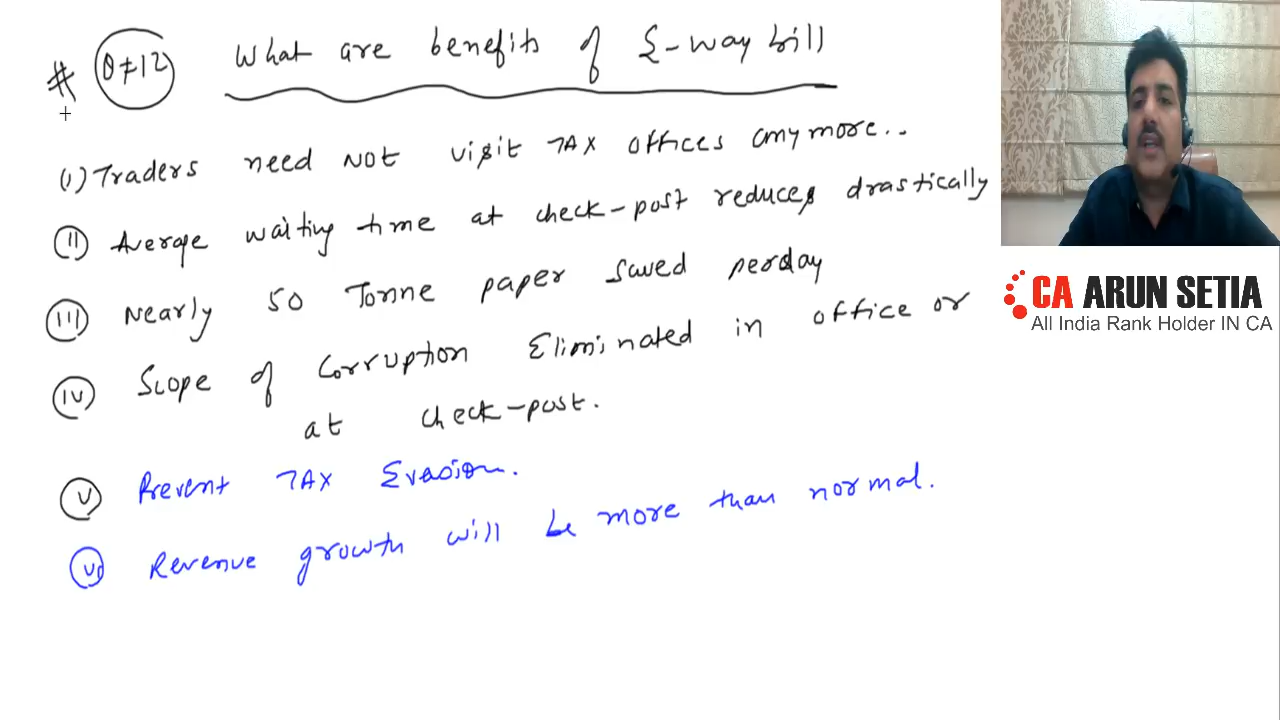 # Q#12 What are benefits of E-way bill
(1) Traders need NOT visit TAX offices anymore..
(II) Average waiting time at check-post reduces drastically
(III) Nearly 50 Tonne paper saved perday
(IV) Scope of Corruption Eliminated in office or
at check-post.
(V) Prevent TAX Evasion.
(VI) Revenue growth will be more than normal.
CA ARUN SETIA
All India Rank Holder IN CA